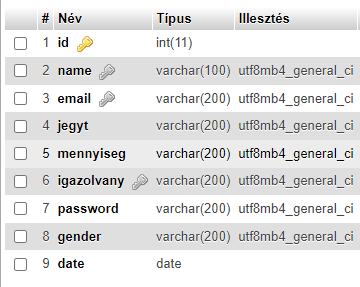 # Név Típus Illesztés
1 id int(11)
2 name varchar(100) utf8mb4_general_ci
3 email varchar(200) utf8mb4_general_ci
4 jegyt varchar(200) utf8mb4_general_ci
5 mennyiseg varchar(200) utf8mb4_general_ci
6 igazolvany varchar(200) utf8mb4_general_ci
7 password varchar(200) utf8mb4_general_ci
8 gender varchar(200) utf8mb4_general_ci
9 date date